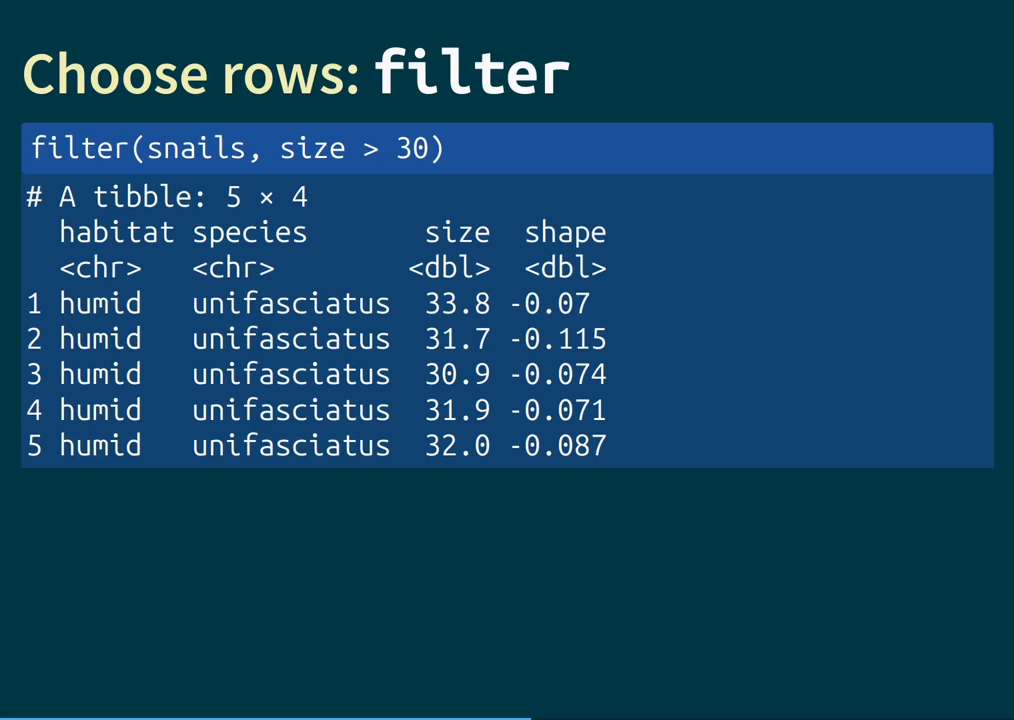 Choose rows: filter
filter(snails, size > 30)
# A tibble: 5 × 4
  habitat species       size  shape
  <chr>   <chr>        <dbl>  <dbl>
1 humid   unifasciatus  33.8 -0.07
2 humid   unifasciatus  31.7 -0.115
3 humid   unifasciatus  30.9 -0.074
4 humid   unifasciatus  31.9 -0.071
5 humid   unifasciatus  32.0 -0.087